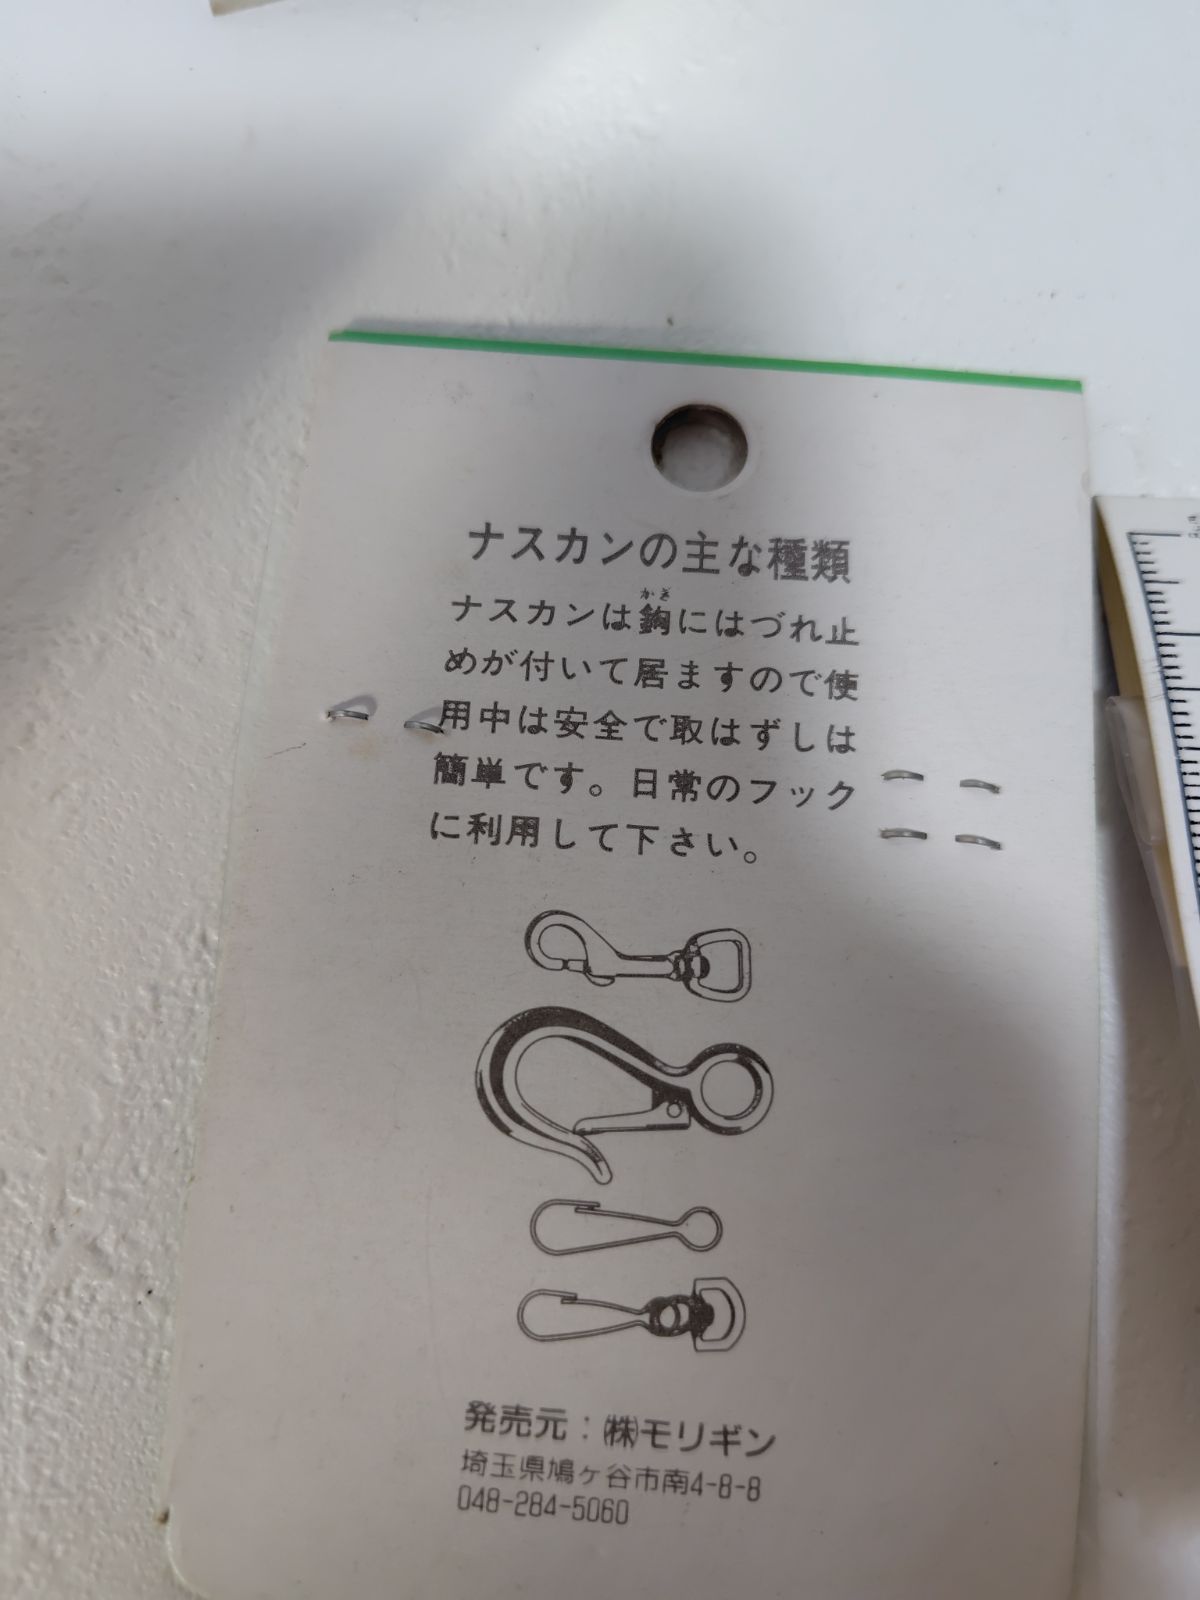 ナスカンの主な種類
かぎ
ナスカンは鈎にはづれ止
めが付いて居ますので使
用中は安全で取はずしは
簡単です。日常のフック
に利用して下さい。
発売元：㈱モリギン
埼玉県鳩ヶ谷市南4-8-8
048-284-5060